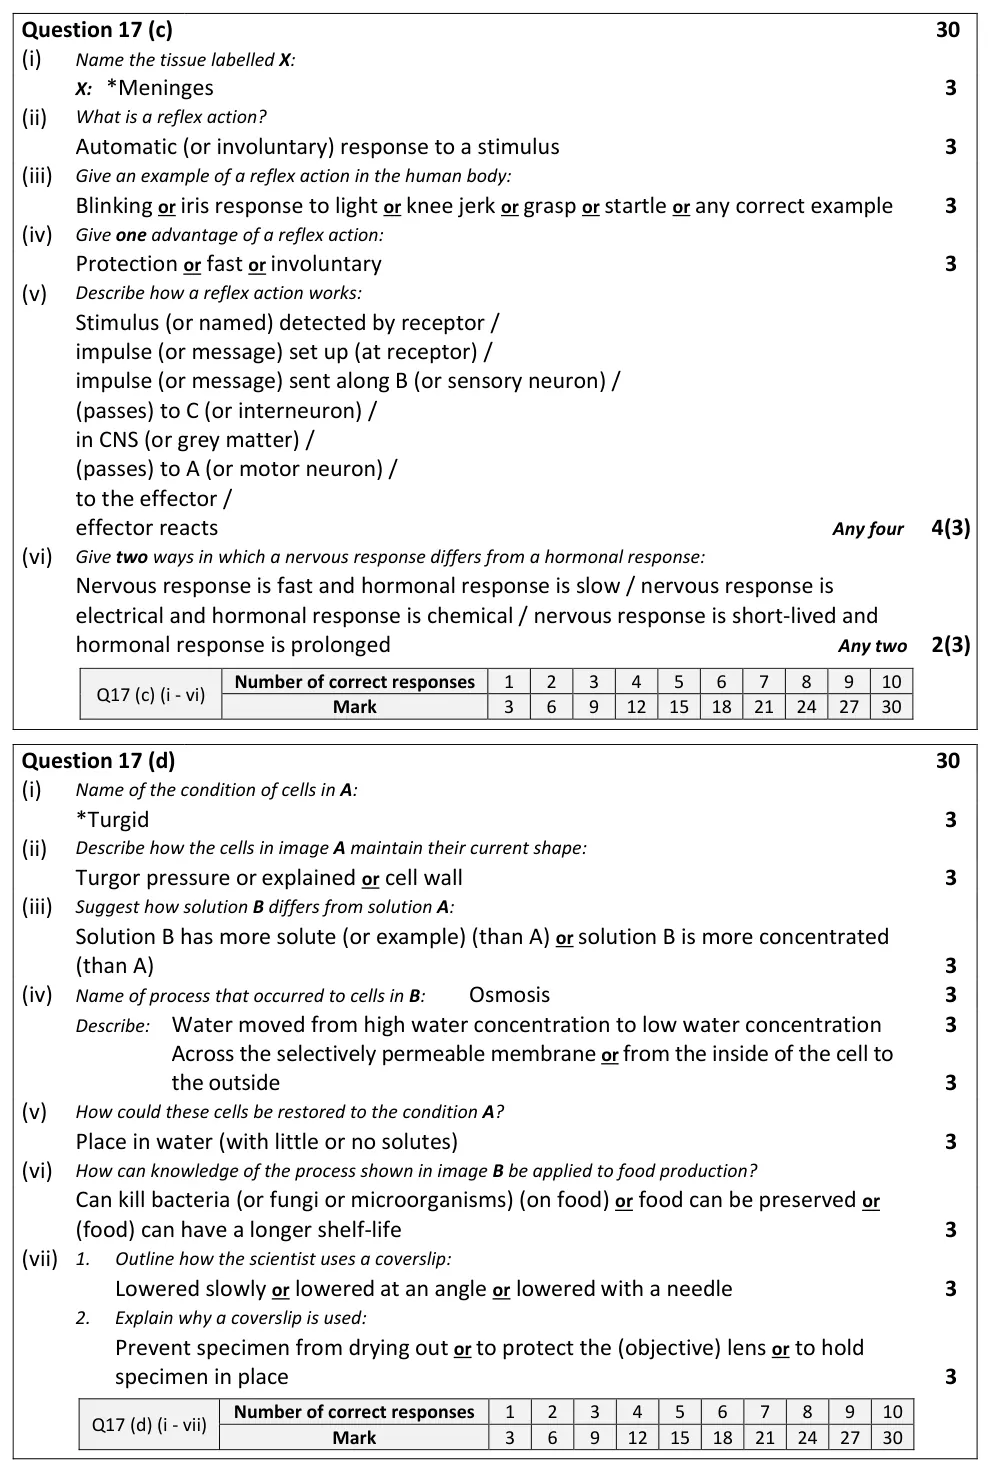 Question 17 (c) 30
(i) Name the tissue labelled X:
X: *Meninges 3
(ii) What is a reflex action?
Automatic (or involuntary) response to a stimulus 3
(iii) Give an example of a reflex action in the human body:
Blinking or iris response to light or knee jerk or grasp or startle or any correct example 3
(iv) Give one advantage of a reflex action:
Protection or fast or involuntary 3
(v) Describe how a reflex action works:
Stimulus (or named) detected by receptor /
impulse (or message) set up (at receptor) /
impulse (or message) sent along B (or sensory neuron) /
(passes) to C (or interneuron) /
in CNS (or grey matter) /
(passes) to A (or motor neuron) /
to the effector /
effector reacts Any four 4(3)
(vi) Give two ways in which a nervous response differs from a hormonal response:
Nervous response is fast and hormonal response is slow / nervous response is
electrical and hormonal response is chemical / nervous response is short-lived and
hormonal response is prolonged Any two 2(3)
Q17 (c) (i - vi)
Number of correct responses 1 2 3 4 5 6 7 8 9 10
Mark 3 6 9 12 15 18 21 24 27 30
Question 17 (d) 30
(i) Name of the condition of cells in A:
*Turgid 3
(ii) Describe how the cells in image A maintain their current shape:
Turgor pressure or explained or cell wall 3
(iii) Suggest how solution B differs from solution A:
Solution B has more solute (or example) (than A) or solution B is more concentrated
(than A) 3
(iv) Name of process that occurred to cells in B: Osmosis 3
Describe: Water moved from high water concentration to low water concentration 3
Across the selectively permeable membrane or from the inside of the cell to
the outside 3
(v) How could these cells be restored to the condition A?
Place in water (with little or no solutes) 3
(vi) How can knowledge of the process shown in image B be applied to food production?
Can kill bacteria (or fungi or microorganisms) (on food) or food can be preserved or
(food) can have a longer shelf-life 3
(vii) 1. Outline how the scientist uses a coverslip:
Lowered slowly or lowered at an angle or lowered with a needle 3
2. Explain why a coverslip is used:
Prevent specimen from drying out or to protect the (objective) lens or to hold
specimen in place 3
Q17 (d) (i - vii)
Number of correct responses 1 2 3 4 5 6 7 8 9 10
Mark 3 6 9 12 15 18 21 24 27 30